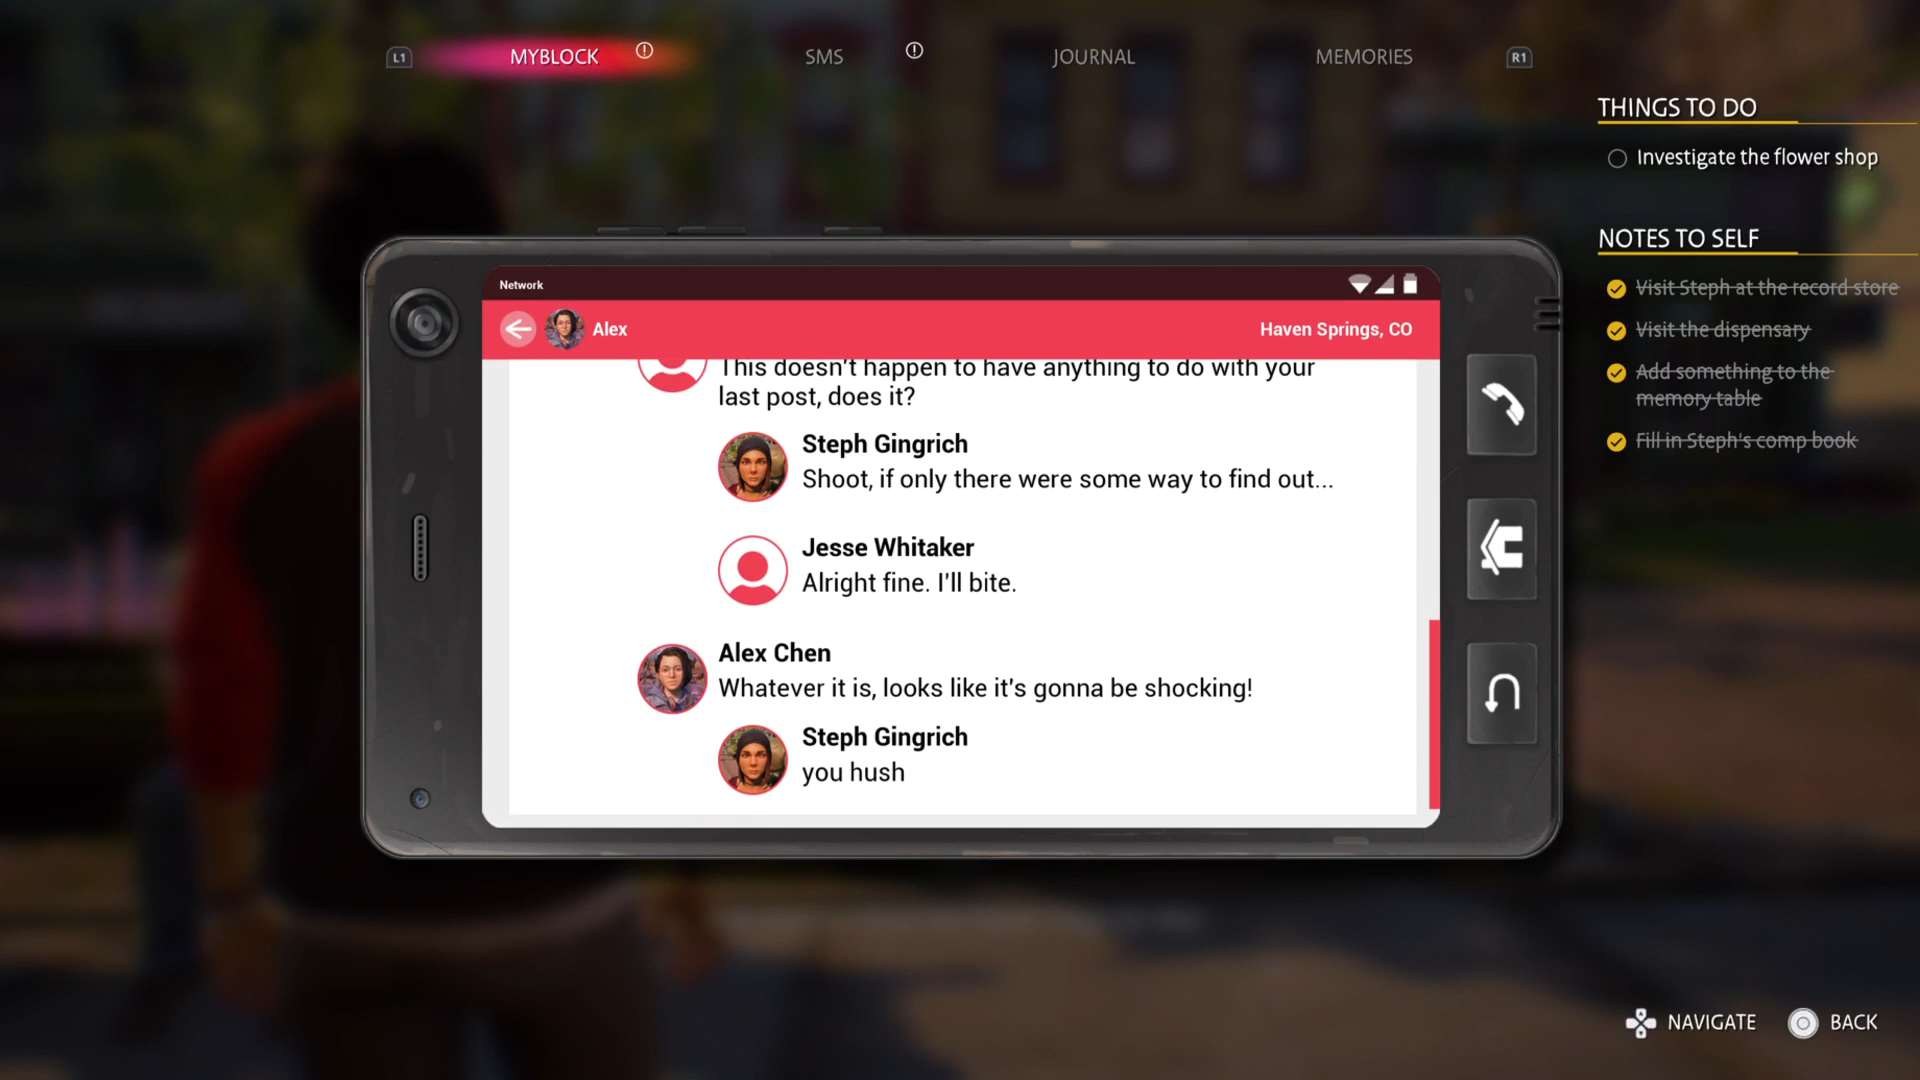 L1
MYBLOCK
SMS
JOURNAL
MEMORIES
R1
THINGS TO DO
Investigate the flower shop
NOTES TO SELF
Visit Steph at the record store
Visit the dispensary
Add something to the
memory table
Fill in Steph's comp book
Network
Alex
Haven Springs, CO
This doesn't happen to have anything to do with your
last post, does it?
Steph Gingrich
Shoot, if only there were some way to find out...
Jesse Whitaker
Alright fine. I'll bite.
Alex Chen
Whatever it is, looks like it's gonna be shocking!
Steph Gingrich
you hush
NAVIGATE
BACK